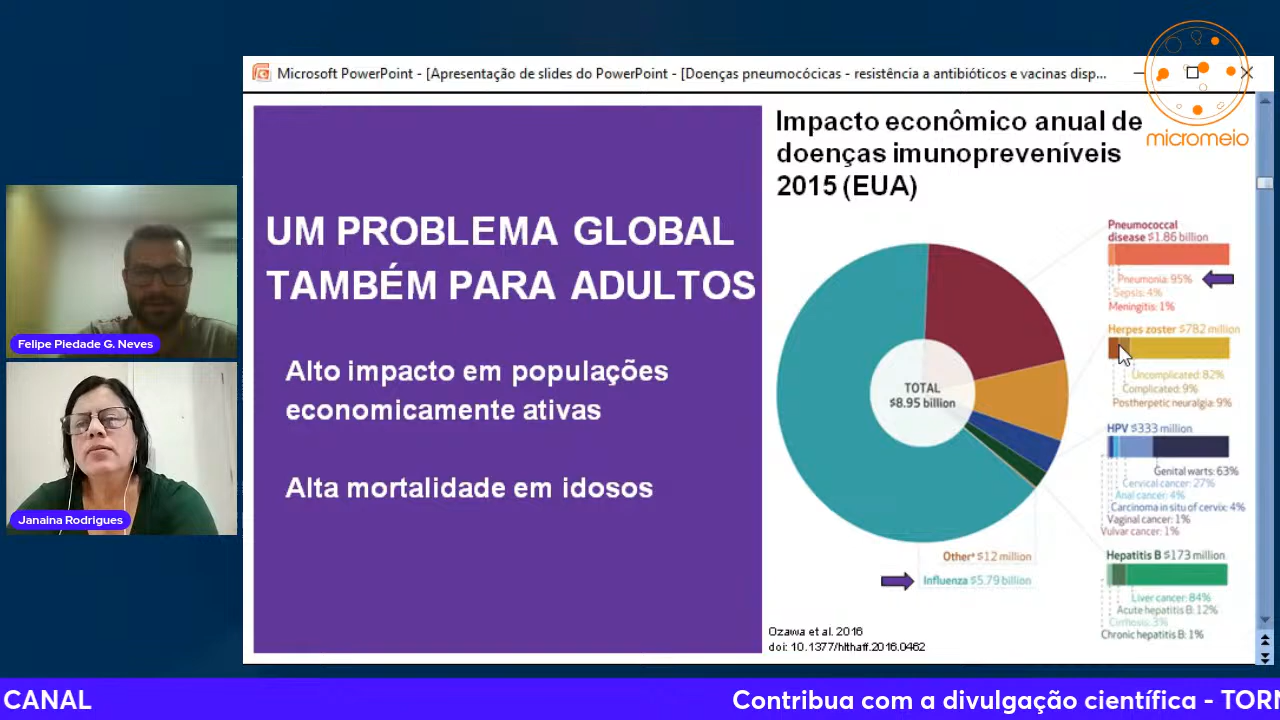 Microsoft PowerPoint - [Apresentação de slides do PowerPoint - [Doenças pneumocócicas - resistência a antibióticos e vacinas disp...
micromeio
UM PROBLEMA GLOBAL
TAMBÉM PARA ADULTOS
Alto impacto em populações
economicamente ativas
Alta mortalidade em idosos
Impacto econômico anual de
doenças imunopreveníveis
2015 (EUA)
TOTAL
$8.95 billion
Pneumococcal
disease $1.86 billion
Pneumonia: 95%
Sepsis: 4%
Meningitis: 1%
Herpes zoster $782 million
Uncomplicated: 82%
Complicated: 9%
Postherpetic neuralgia: 9%
HPV $333 million
Genital warts: 63%
Cervical cancer: 27%
Anal cancer: 4%
Carcinoma in situ of cervix: 4%
Vaginal cancer: 1%
Vulvar cancer: 1%
Hepatitis B $173 million
Liver cancer: 84%
Acute hepatitis B: 12%
Cirrhosis: 3%
Chronic hepatitis B: 1%
Otherª $12 million
Influenza $5.79 billion
Ozawa et al. 2016
doi: 10.1377/hlthaff.2016.0462
Felipe Piedade G. Neves
Janaina Rodrigues
CANAL
Contribua com a divulgação científica - TORN